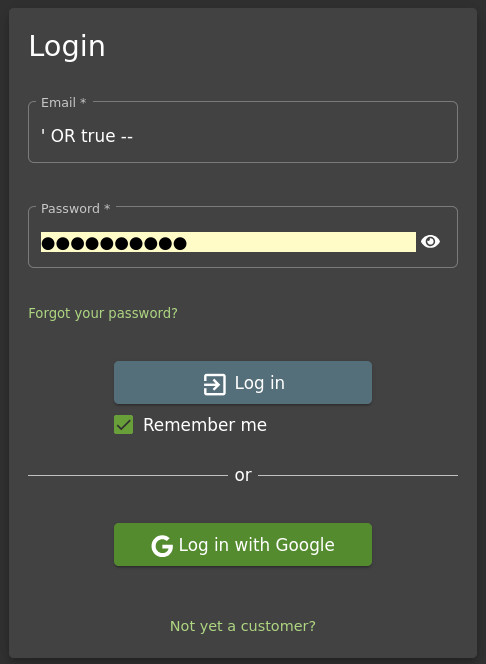 Login
Email *
' OR true --
Password *
●●●●●●●●●●
Forgot your password?
Log in
Remember me
or
Log in with Google
Not yet a customer?